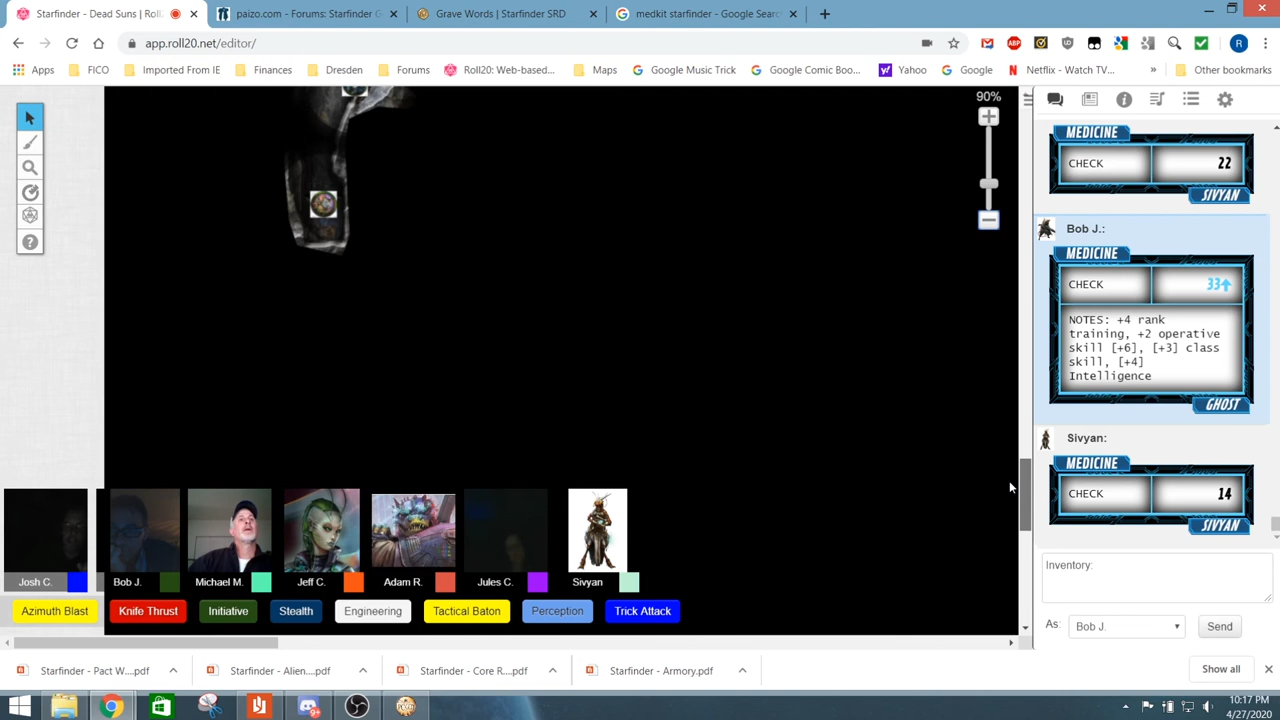 Starfinder - Dead Suns | Rol
paizo.com - Forums: Starfinder G
Grave Words | Starfinder SRD
medkit starfinder - Google Searc
app.roll20.net/editor/
Apps
FICO
Imported From IE
Finances
Dresden
Forums
Roll20: Web-based...
Maps
Google Music Trick
Google Comic Boo...
Yahoo
Google
Netflix - Watch TV...
Other bookmarks
90%
MEDICINE
CHECK 22
SIVYAN
Bob J.:
MEDICINE
CHECK 33
NOTES: +4 rank
training, +2 operative
skill [+6], [+3] class
skill, [+4]
Intelligence
GHOST
Sivyan:
MEDICINE
CHECK 14
SIVYAN
Inventory:
As: Bob J. Send
Josh C. Bob J. Michael M. Jeff C. Adam R. Jules C. Sivyan
Azimuth Blast Knife Thrust Initiative Stealth Engineering Tactical Baton Perception Trick Attack
Starfinder - Pact W....pdf
Starfinder - Alien....pdf
Starfinder - Core R....pdf
Starfinder - Armory.pdf
Show all
10:17 PM
4/27/2020